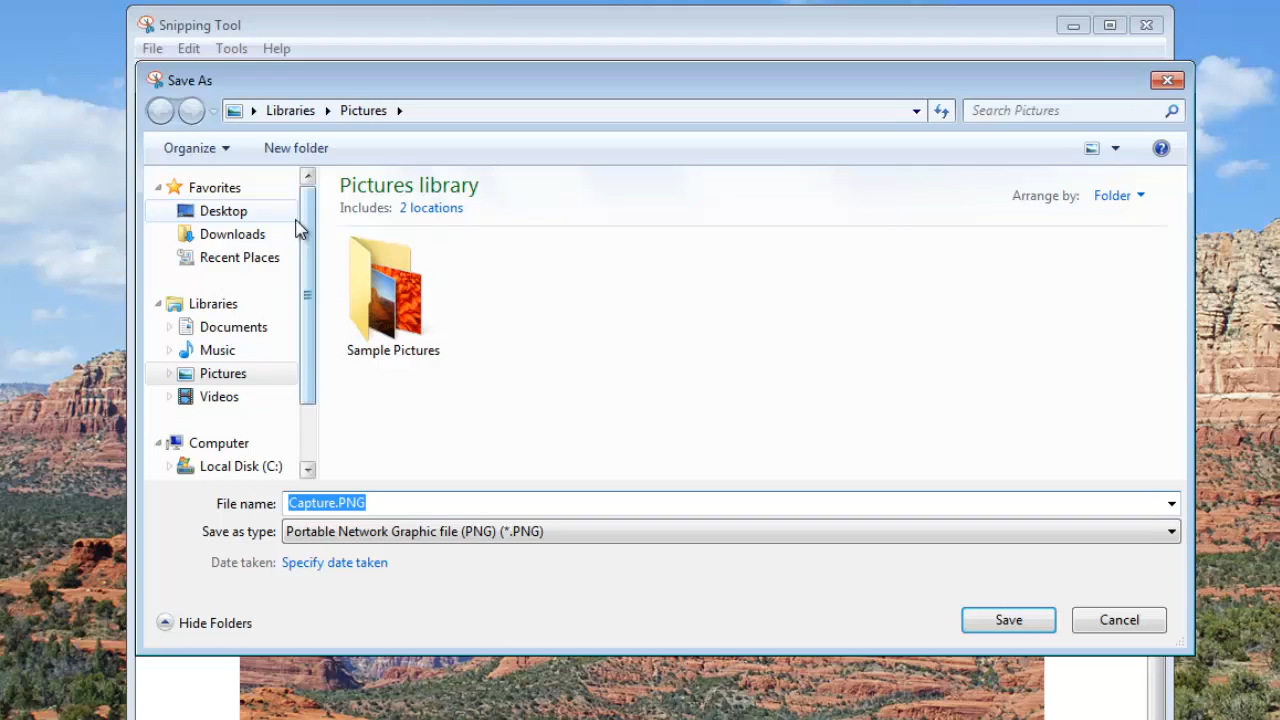 Snipping Tool
File Edit Tools Help
Save As
Libraries Pictures
Search Pictures
Organize New folder
Favorites
Desktop
Downloads
Recent Places
Libraries
Documents
Music
Pictures
Videos
Computer
Local Disk (C:)
Pictures library
Includes: 2 locations
Arrange by: Folder
Sample Pictures
File name: Capture.PNG
Save as type: Portable Network Graphic file (PNG) (*.PNG)
Date taken: Specify date taken
Hide Folders
Save Cancel